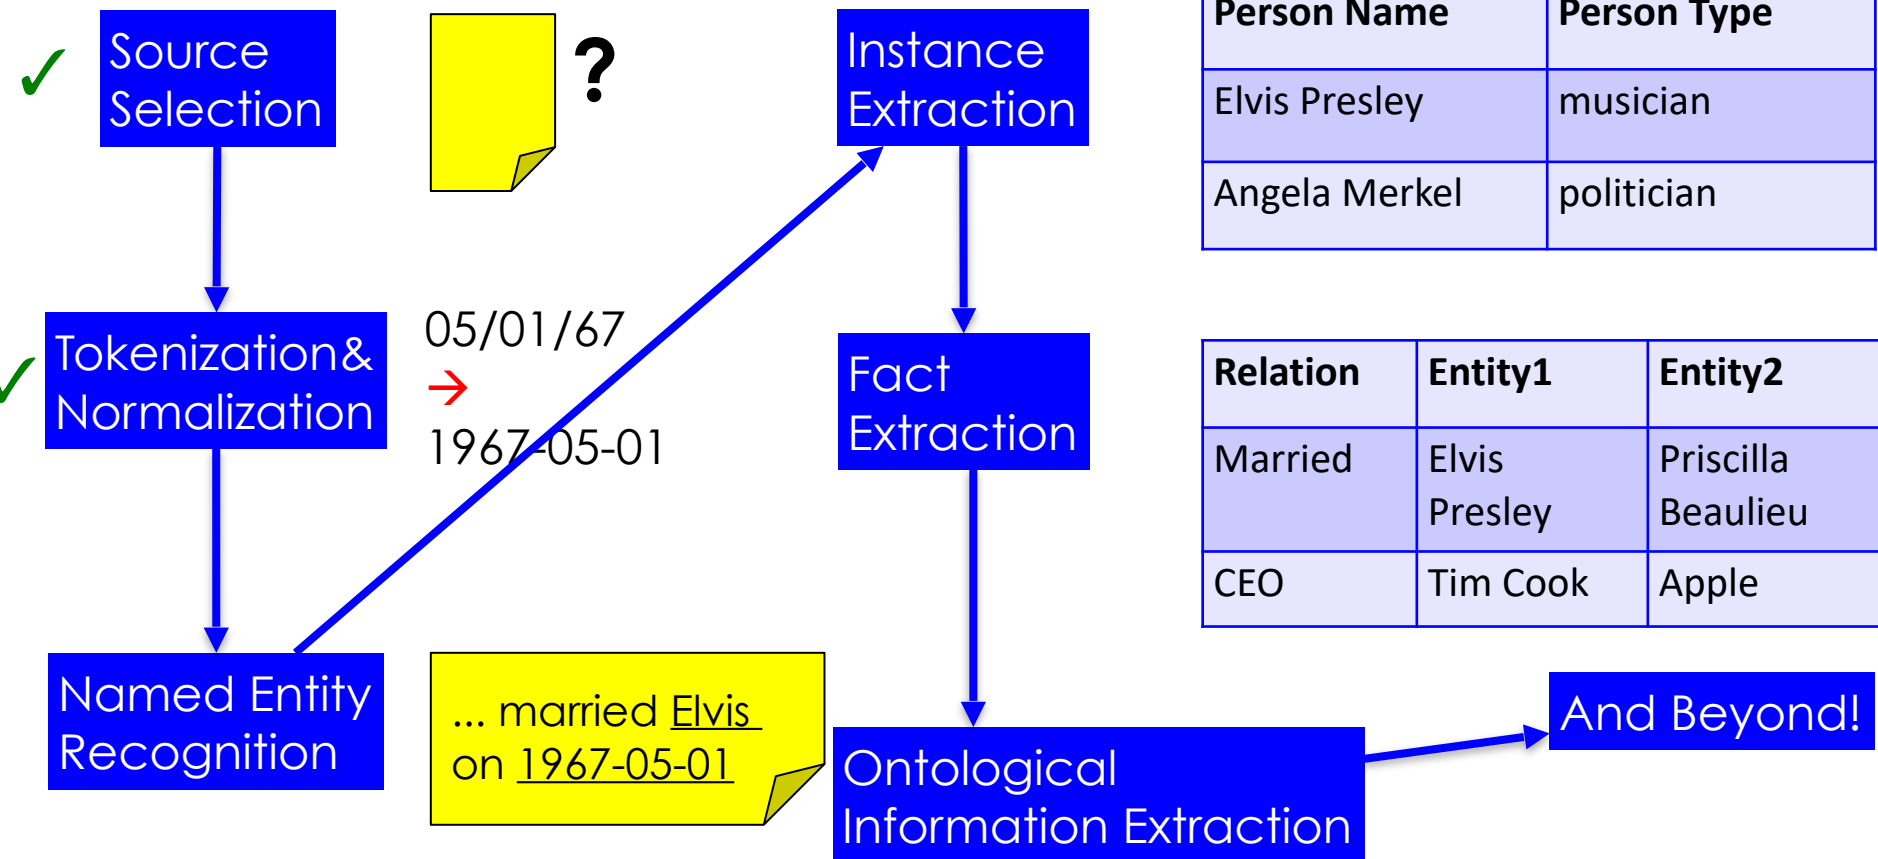 ✓
Source
Selection
?
Instance
Extraction
Person Name Person Type
Elvis Presley musician
Angela Merkel politician
✓
Tokenization&
Normalization
05/01/67
→
1967-05-01
Fact
Extraction
Relation Entity1 Entity2
Married Elvis Priscilla
Presley Beaulieu
CEO Tim Cook Apple
Named Entity
Recognition
... married Elvis
on 1967-05-01
Ontological
Information Extraction
And Beyond!